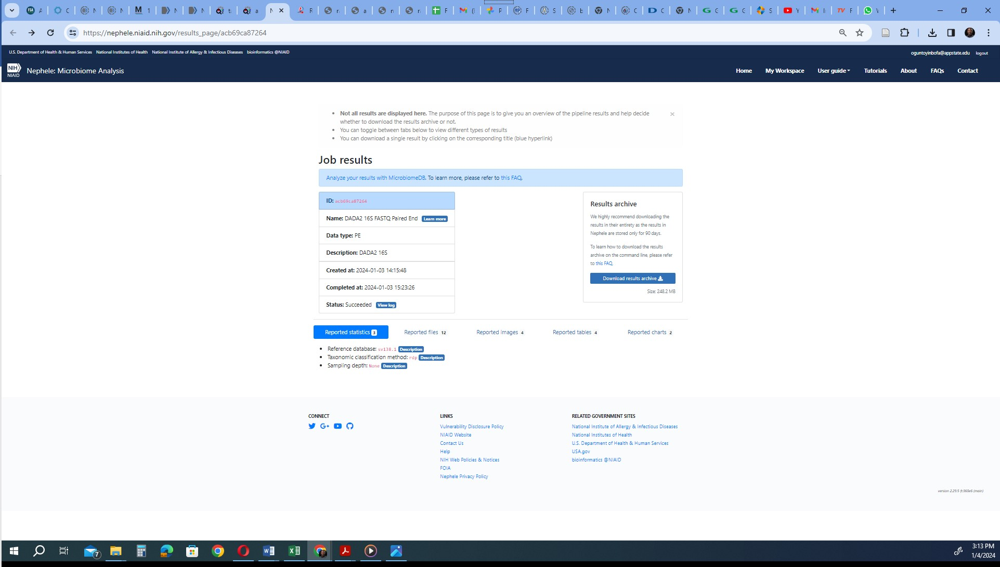 https://nephele.niaid.nih.gov/results_page/acb69ca87264
U.S. Department of Health & Human Services National Institutes of Health National Institute of Allergy & Infectious Diseases bioinformatics @NIAID
oguntoyinbofa@appstate.edu logout
NIH
NIAID
Nephele: Microbiome Analysis
Home My Workspace User guide Tutorials About FAQs Contact
Not all results are displayed here. The purpose of this page is to give you an overview of the pipeline results and help decide
whether to download the results archive or not.
You can toggle between tabs below to view different types of results
You can download a single result by clicking on the corresponding title (blue hyperlink)
Job results
Analyze your results with MicrobiomeDB. To learn more, please refer to this FAQ.
ID: acb69ca87264
Name: DADA2 16S FASTQ Paired End Learn more
Data type: PE
Description: DADA2 16S
Created at: 2024-01-03 14:15:48
Completed at: 2024-01-03 15:23:26
Status: Succeeded View log
Results archive
We highly recommend downloading the
results in their entirety as the results in
Nephele are stored only for 90 days.
To learn how to download the results
archive on the command line, please refer
to this FAQ.
Download results archive
Size: 248.2 MB
Reported statistics 3 Reported files 12 Reported images 4 Reported tables 4 Reported charts 2
Reference database: sv138.1 Description
Taxonomic classification method: rdp Description
Sampling depth: None Description
CONNECT
LINKS
Vulnerability Disclosure Policy
NIAID Website
Contact Us
Help
NIH Web Policies & Notices
FOIA
Nephele Privacy Policy
RELATED GOVERNMENT SITES
National Institute of Allergy & Infectious Diseases
National Institutes of Health
U.S. Department of Health & Human Services
USA.gov
bioinformatics @NIAID
version 2.29.5 (fc360e6 (main)
7
3:13 PM
1/4/2024